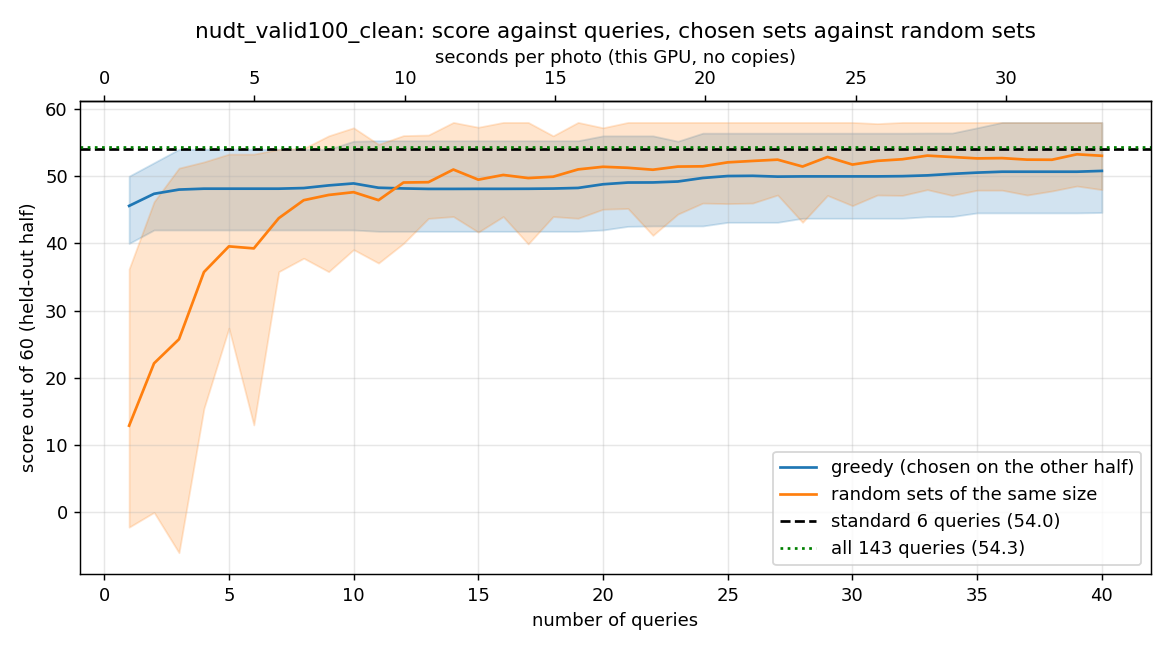 nudt_valid100_clean: score against queries, chosen sets against random sets
seconds per photo (this GPU, no copies)
0 5 10 15 20 25 30
60
50
40
30
20
10
0
score out of 60 (held-out half)
greedy (chosen on the other half)
random sets of the same size
standard 6 queries (54.0)
all 143 queries (54.3)
0 5 10 15 20 25 30 35 40
number of queries